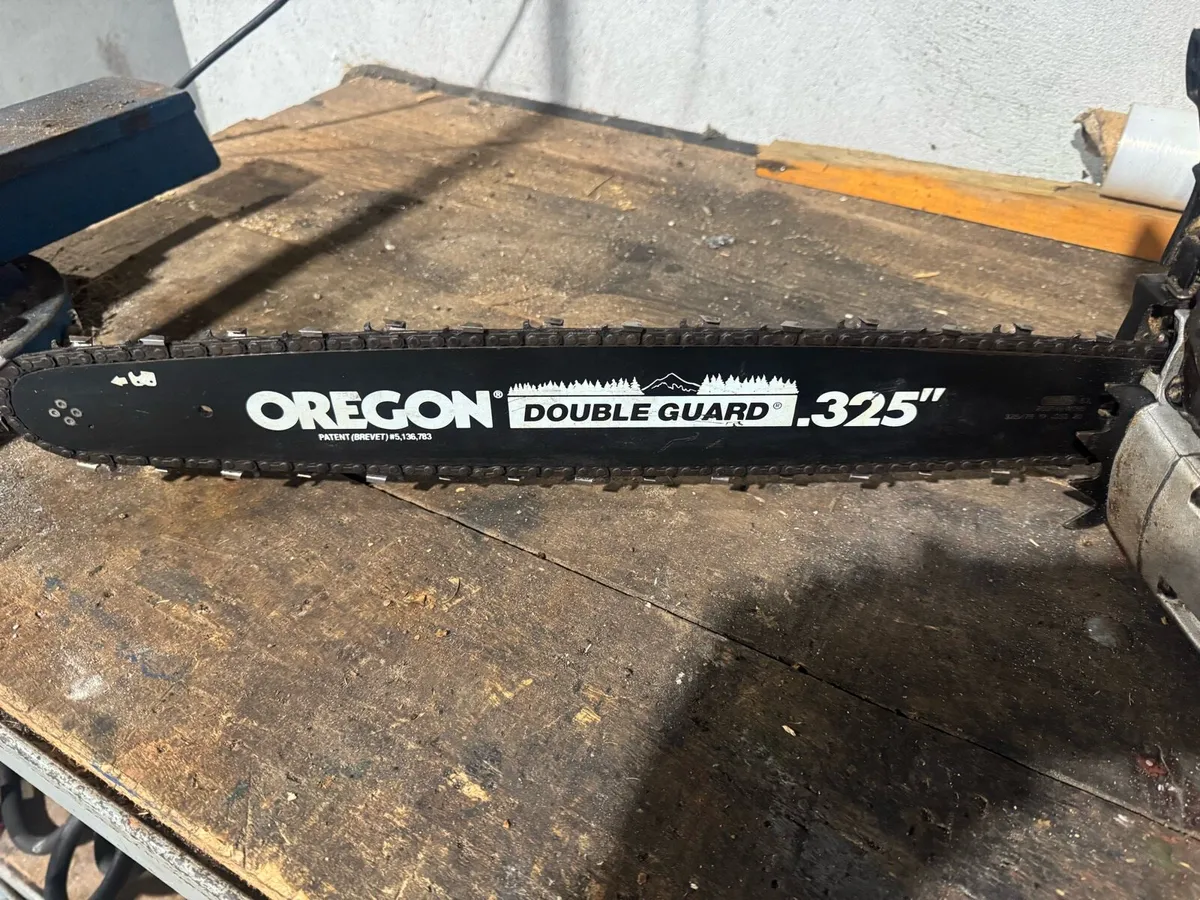 OREGON® DOUBLE GUARD® .325"
PATENT (BREVET) #5,136,783